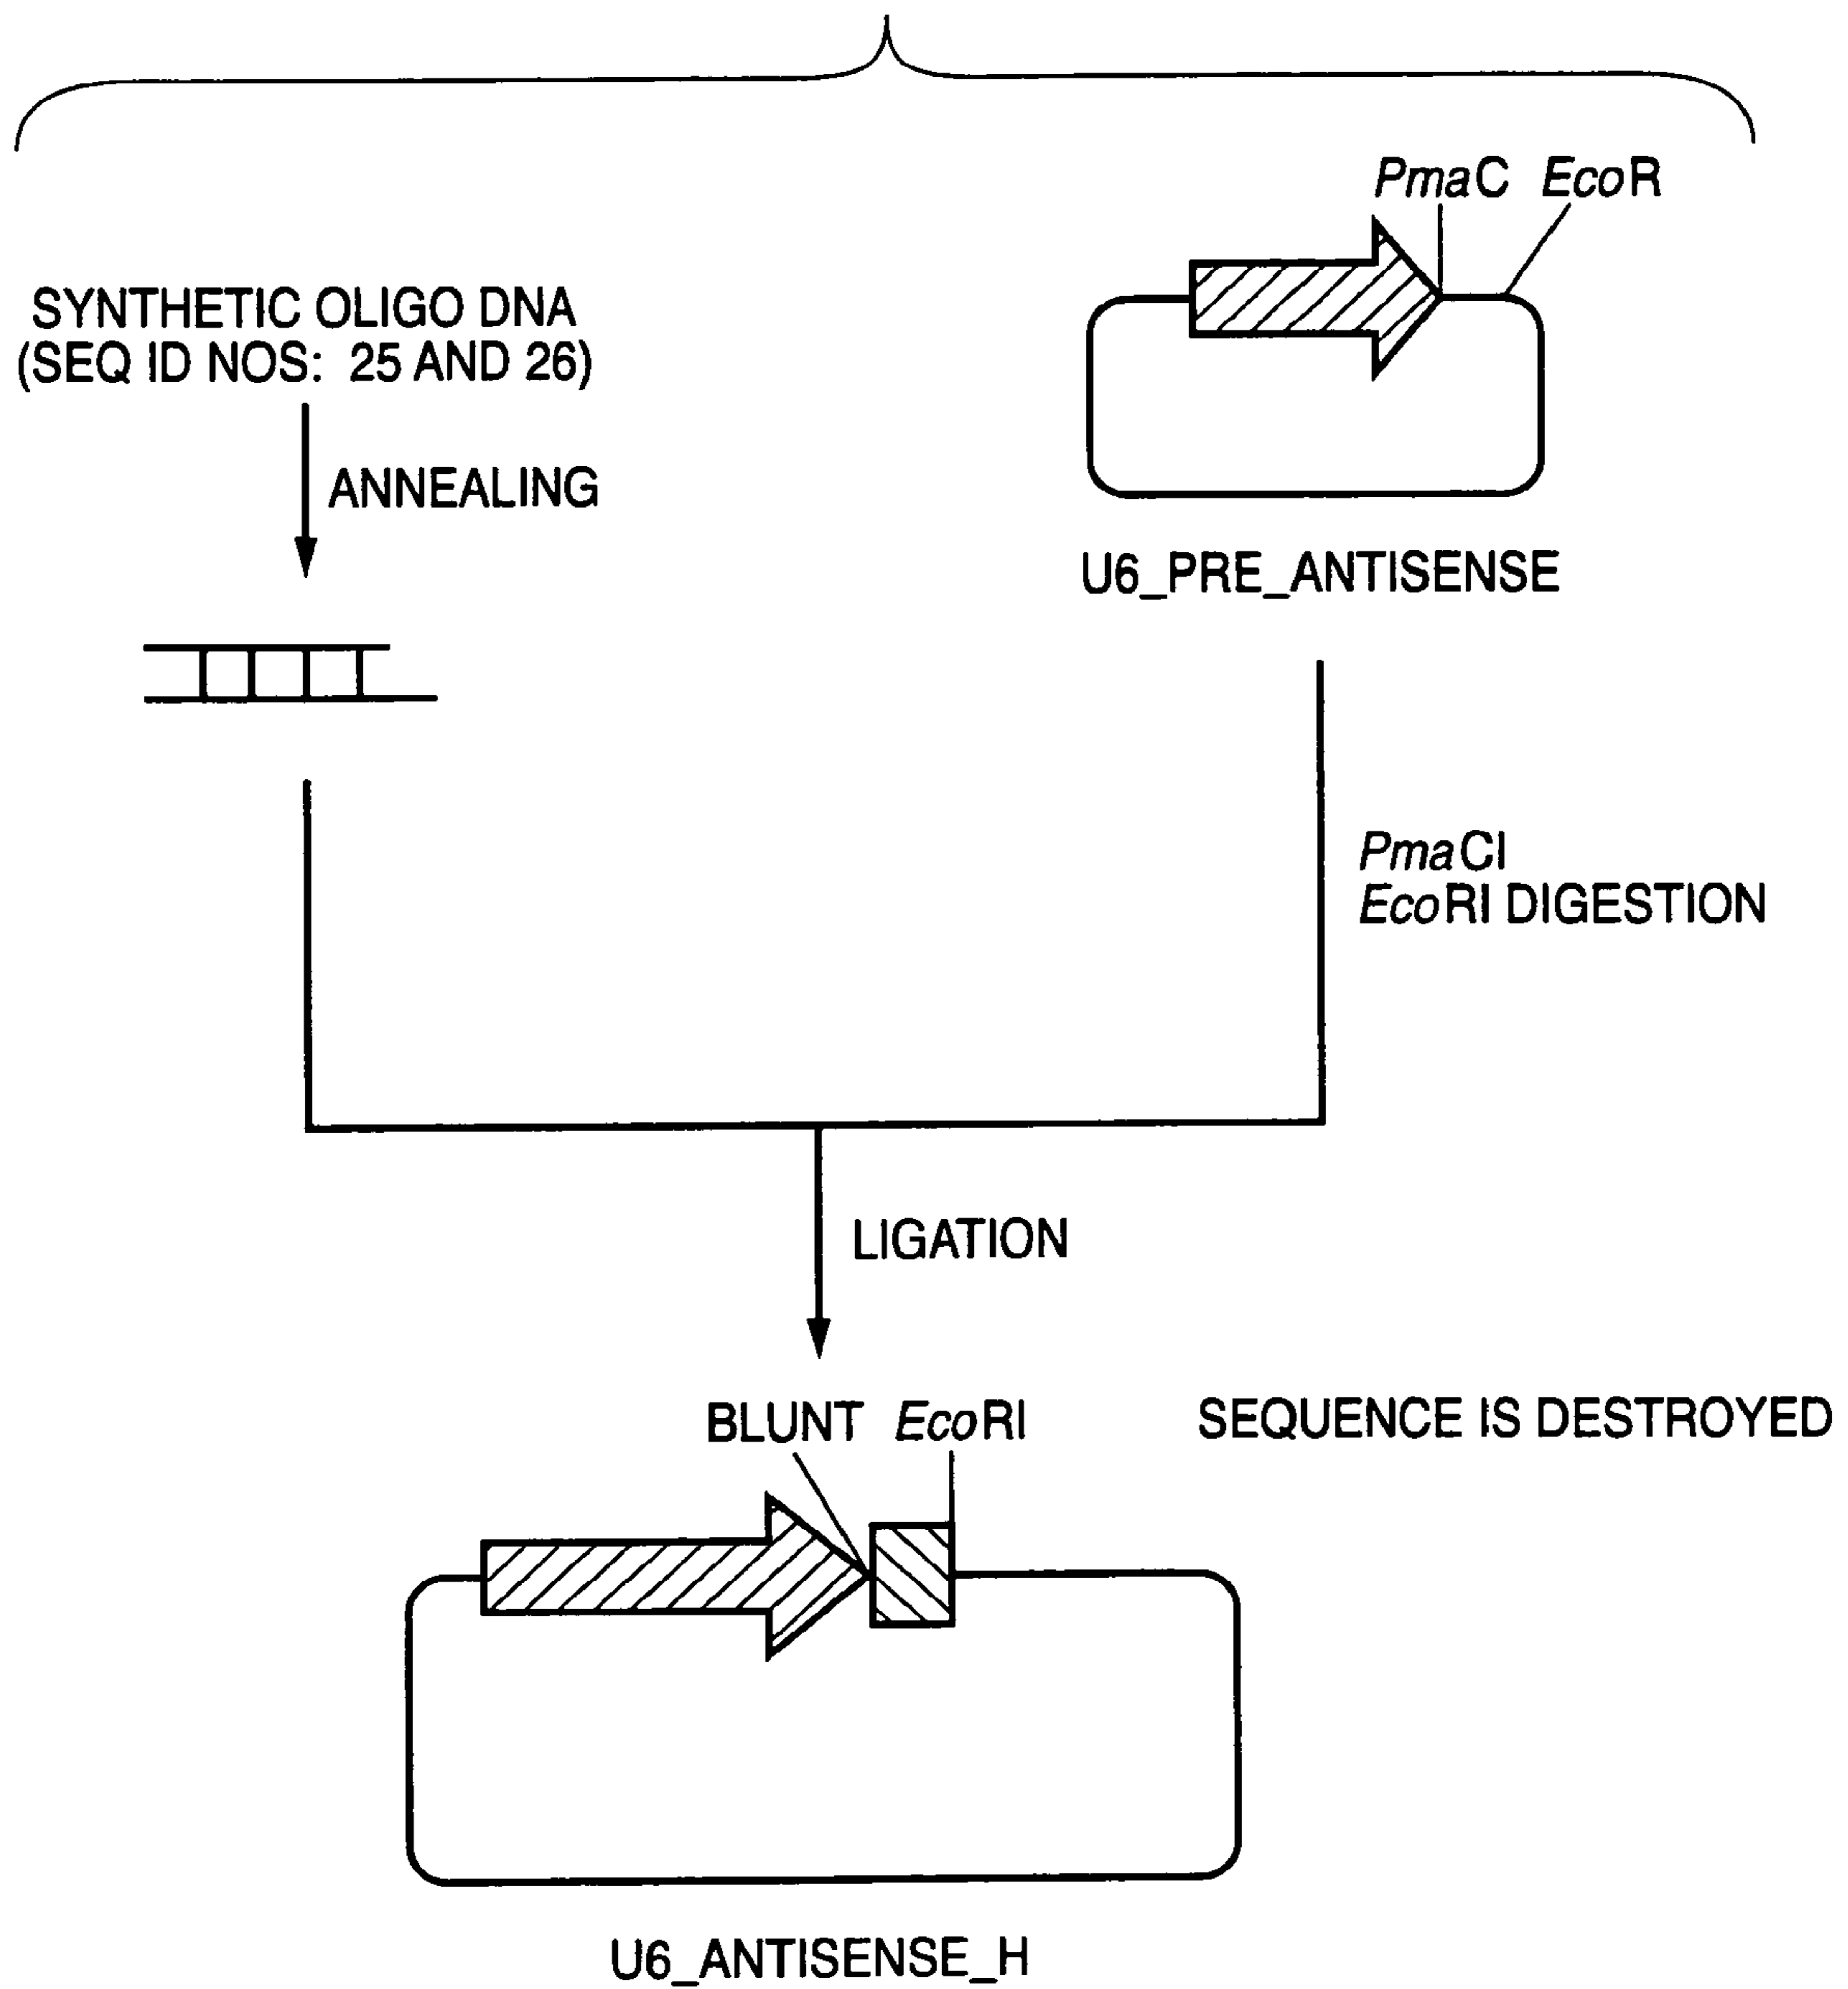 PmaC EcoR
SYNTHETIC OLIGO DNA
(SEQ ID NOS: 25 AND 26)
ANNEALING
U6_PRE_ANTISENSE
PmaCI
EcoRI DIGESTION
LIGATION
BLUNT EcoRI SEQUENCE IS DESTROYED
U6_ANTISENSE_H